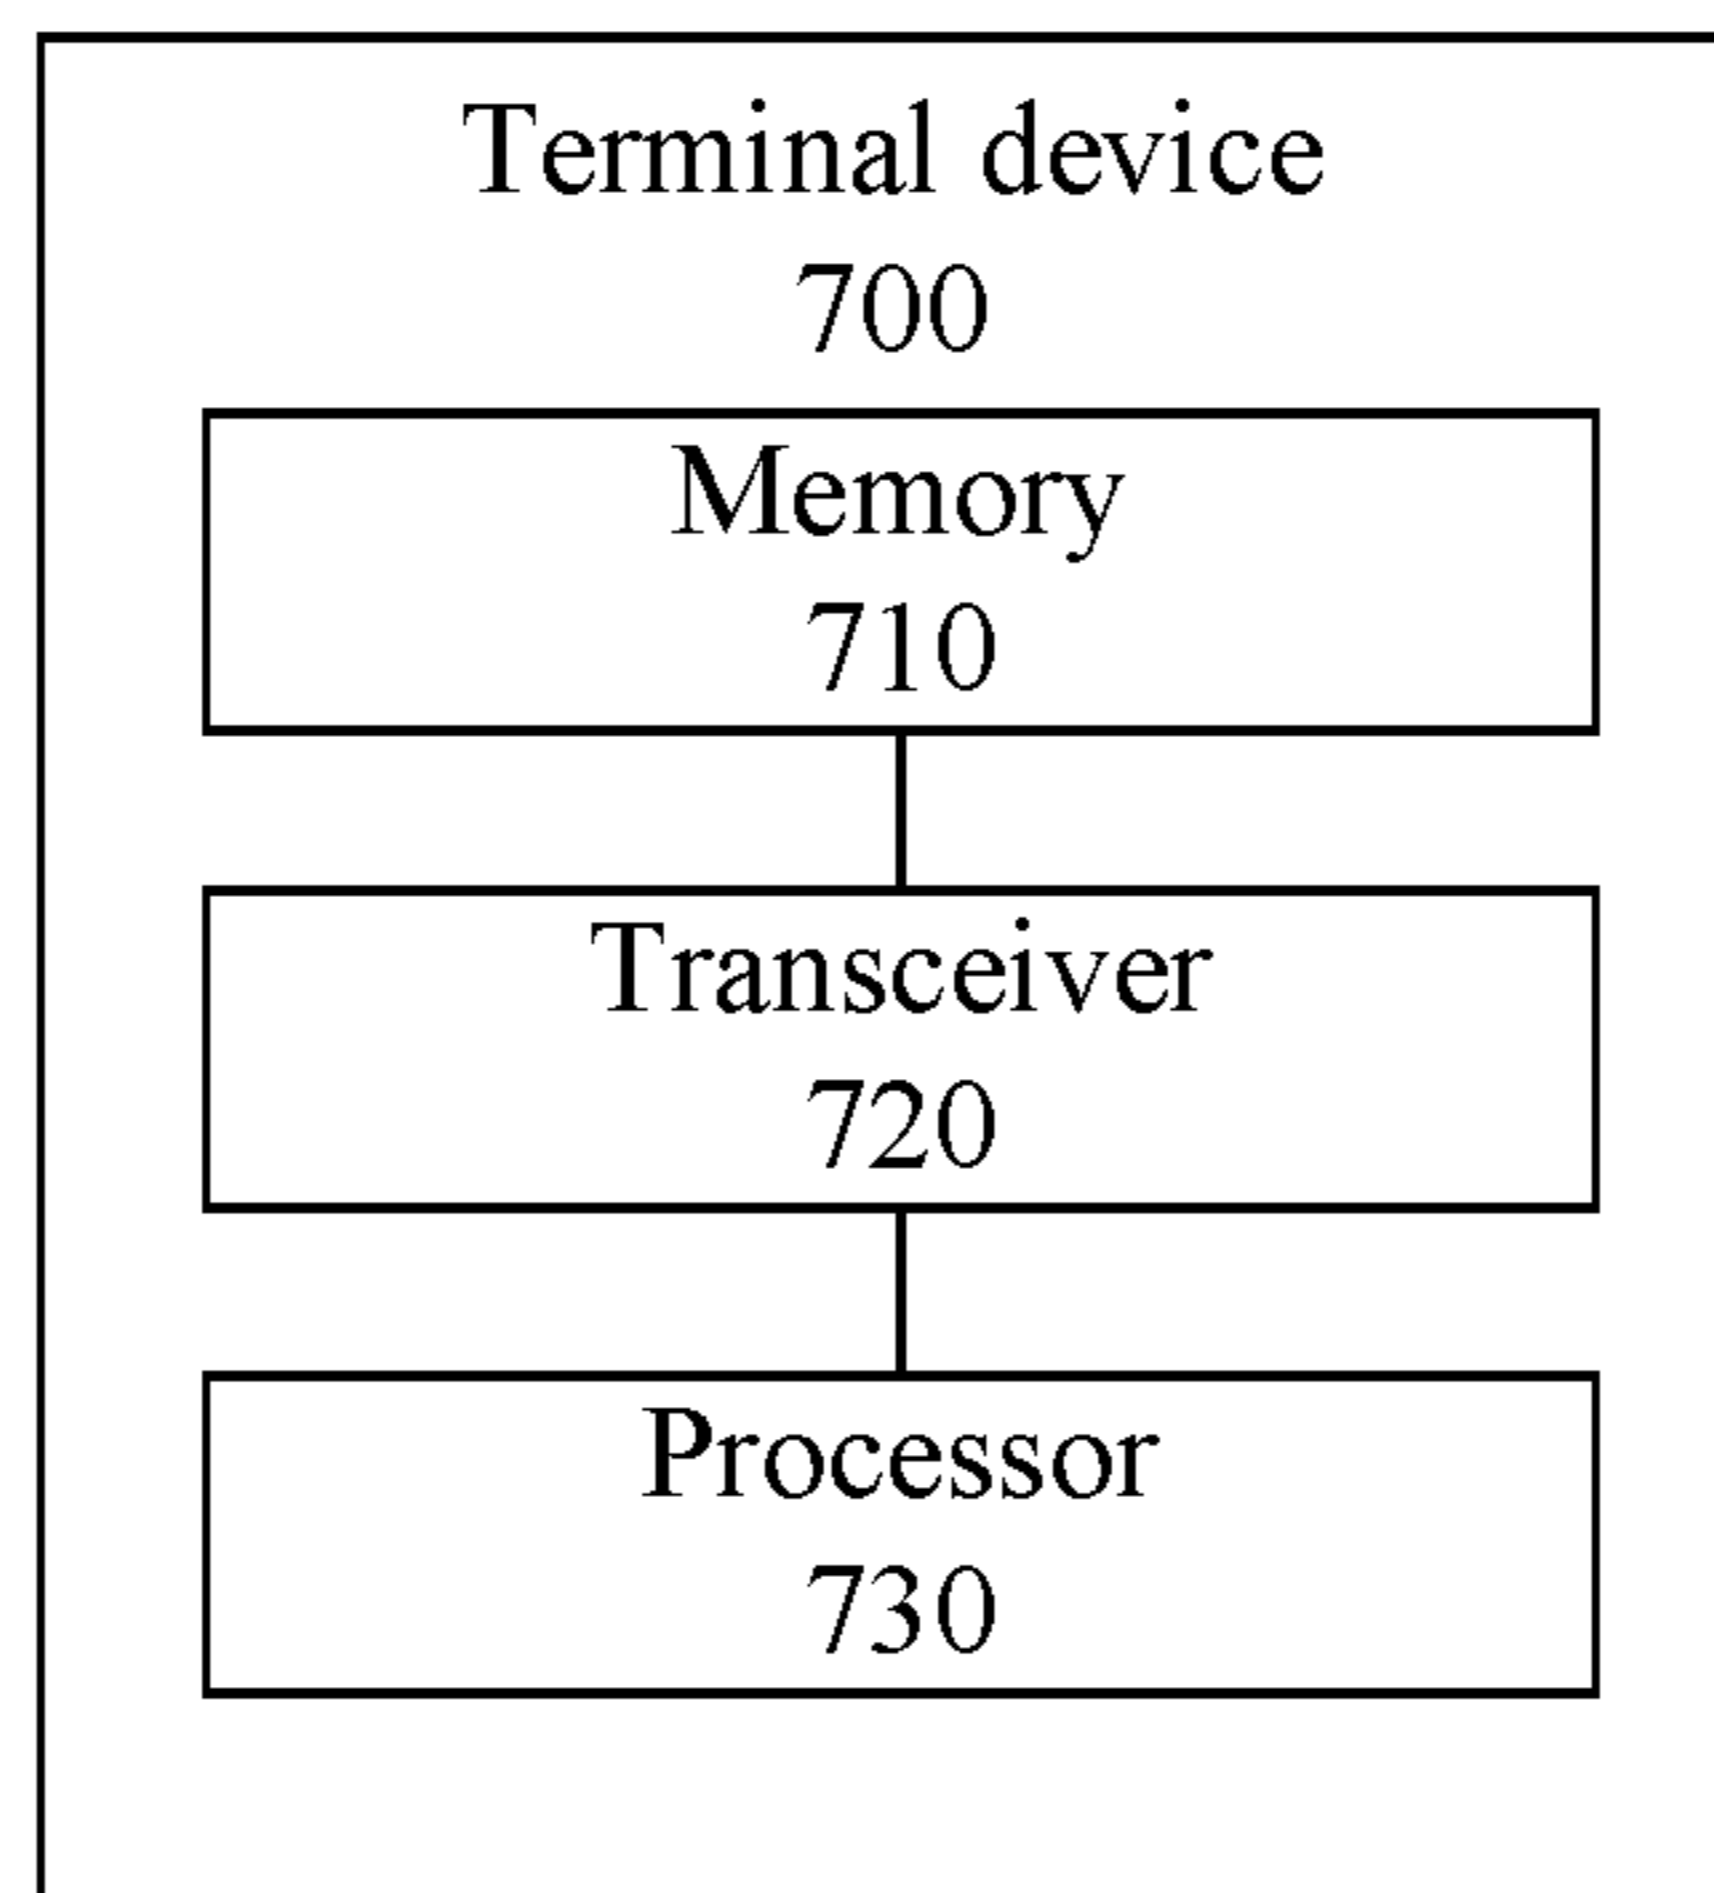 Terminal device
700
Memory
710
Transceiver
720
Processor
730